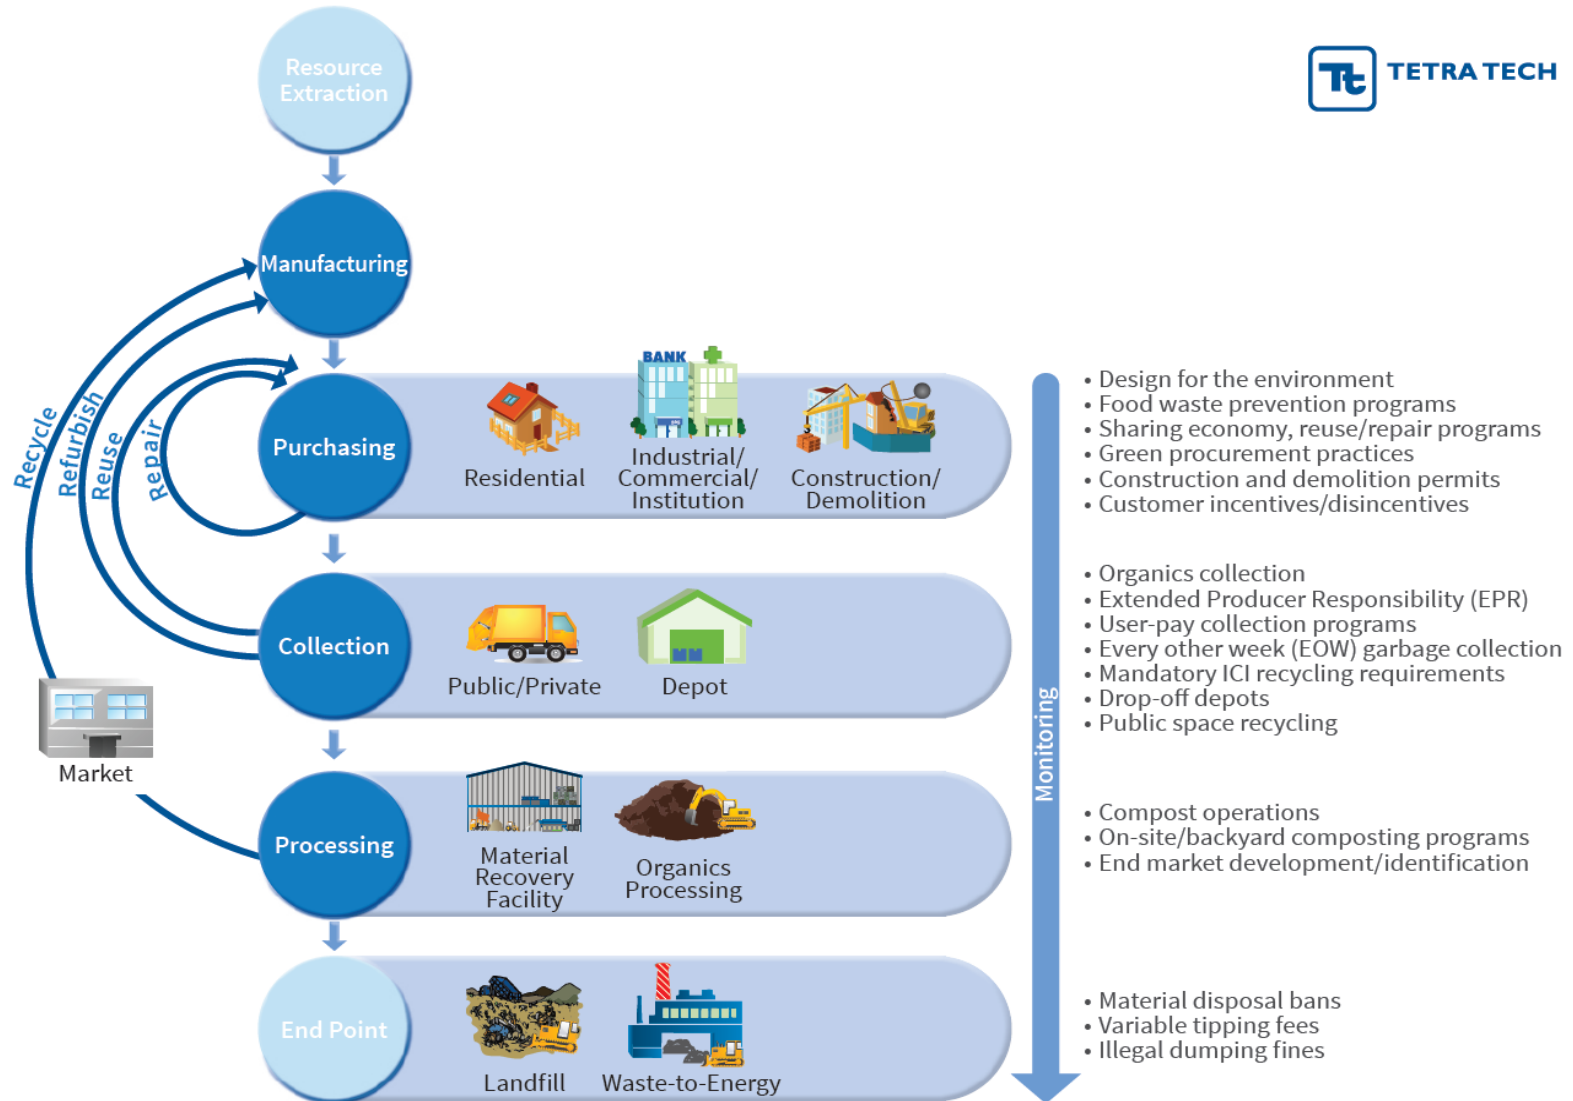 Resource
Extraction
Tt TETRA TECH
Manufacturing
Recycle
Refurbish
Reuse
Repair
Purchasing
BANK
Residential
Industrial/
Commercial/
Institution
Construction/
Demolition
• Design for the environment
• Food waste prevention programs
• Sharing economy, reuse/repair programs
• Green procurement practices
• Construction and demolition permits
• Customer incentives/disincentives
Collection
Public/Private
Depot
• Organics collection
• Extended Producer Responsibility (EPR)
• User-pay collection programs
• Every other week (EOW) garbage collection
• Mandatory ICI recycling requirements
• Drop-off depots
• Public space recycling
Monitoring
Market
Processing
Material
Recovery
Facility
Organics
Processing
• Compost operations
• On-site/backyard composting programs
• End market development/identification
End Point
Landfill
Waste-to-Energy
• Material disposal bans
• Variable tipping fees
• Illegal dumping fines